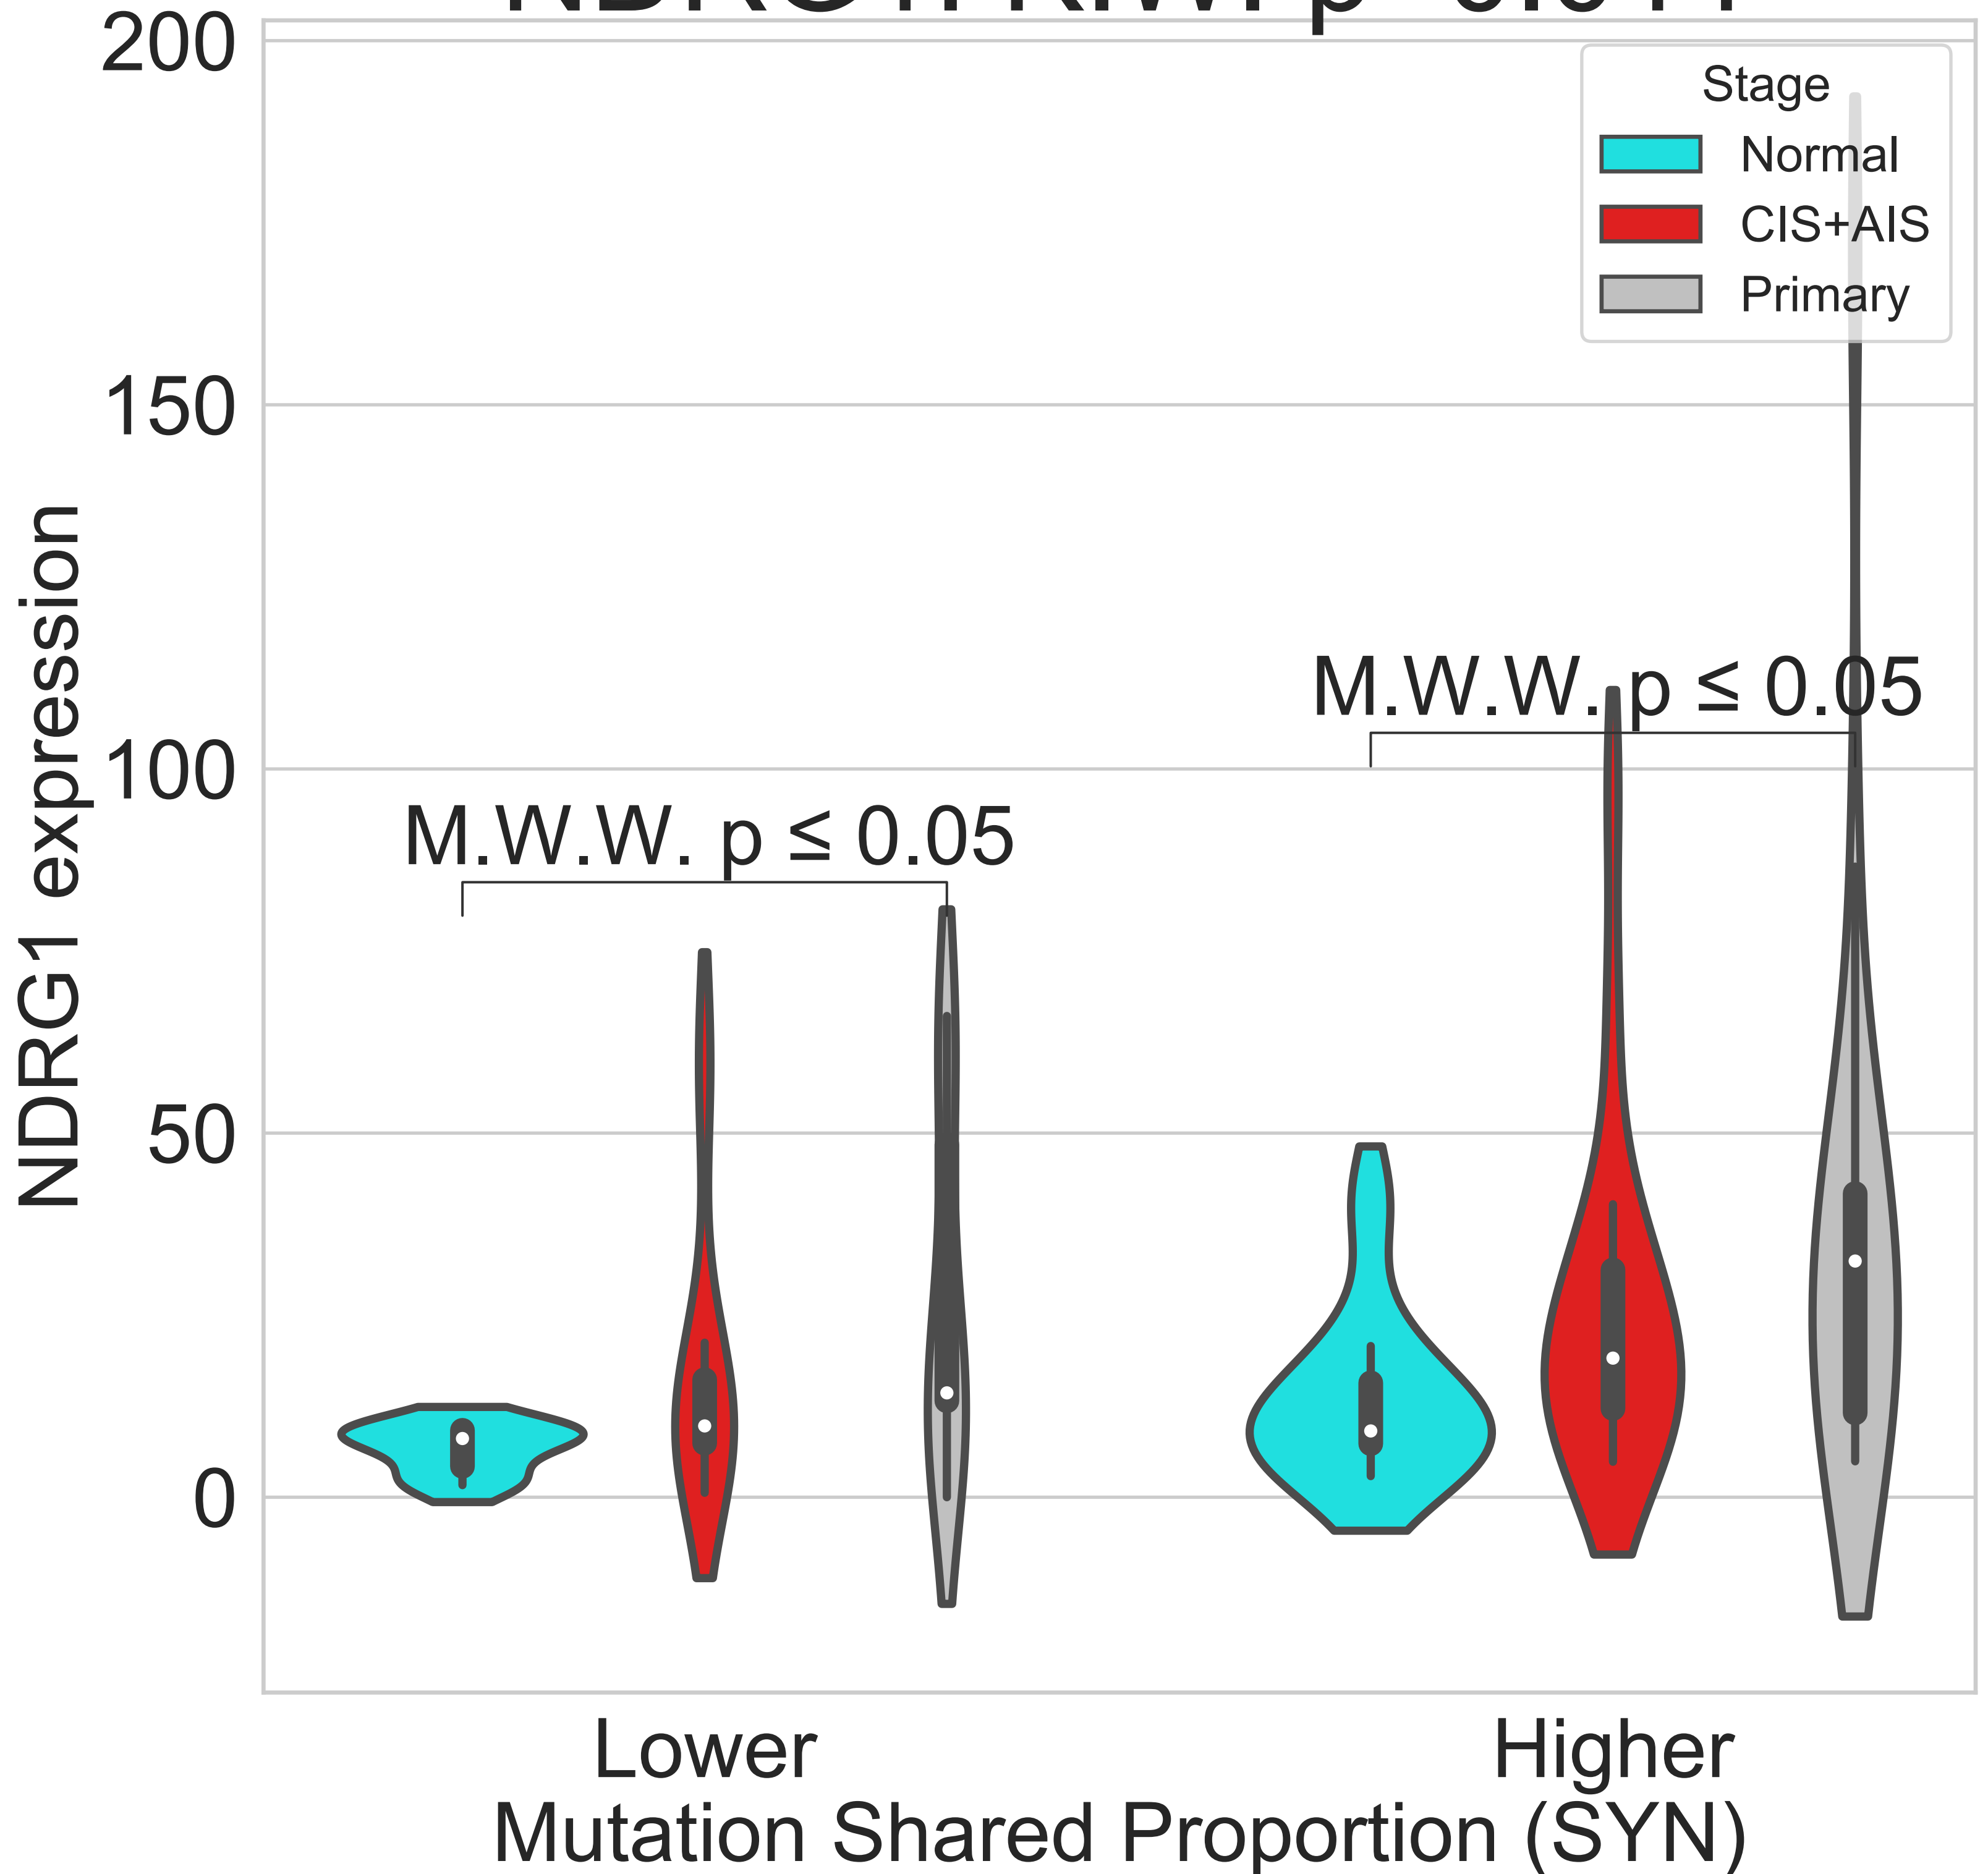 200
150
100
50
0
NDRG1 expression
Stage
Normal
CIS+AIS
Primary
M.W.W. p ≤ 0.05
M.W.W. p ≤ 0.05
Lower
Higher
Mutation Shared Proportion (SYN)